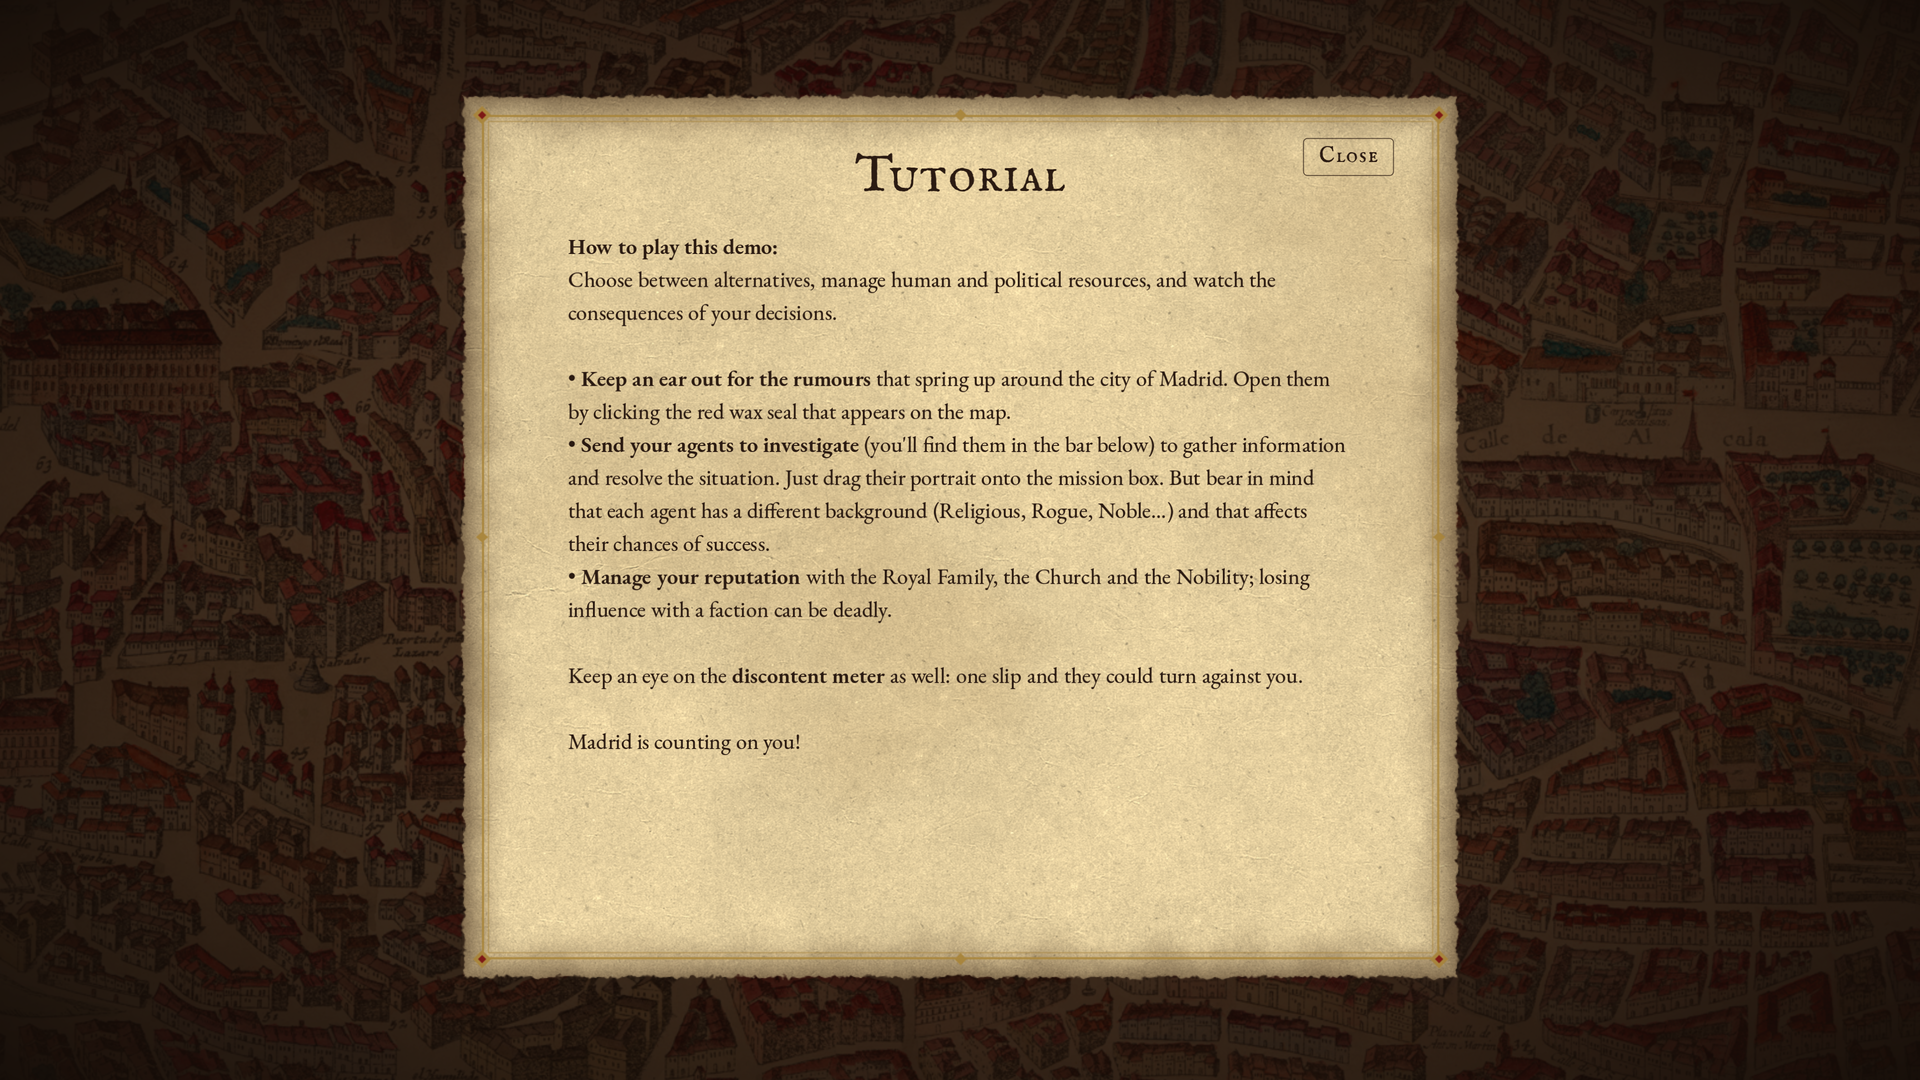 Tutorial
Close
How to play this demo:
Choose between alternatives, manage human and political resources, and watch the
consequences of your decisions.
• Keep an ear out for the rumours that spring up around the city of Madrid. Open them
by clicking the red wax seal that appears on the map.
• Send your agents to investigate (you'll find them in the bar below) to gather information
and resolve the situation. Just drag their portrait onto the mission box. But bear in mind
that each agent has a different background (Religious, Rogue, Noble...) and that affects
their chances of success.
• Manage your reputation with the Royal Family, the Church and the Nobility; losing
influence with a faction can be deadly.
Keep an eye on the discontent meter as well: one slip and they could turn against you.
Madrid is counting on you!
Calle de Al cala
S. Salvador